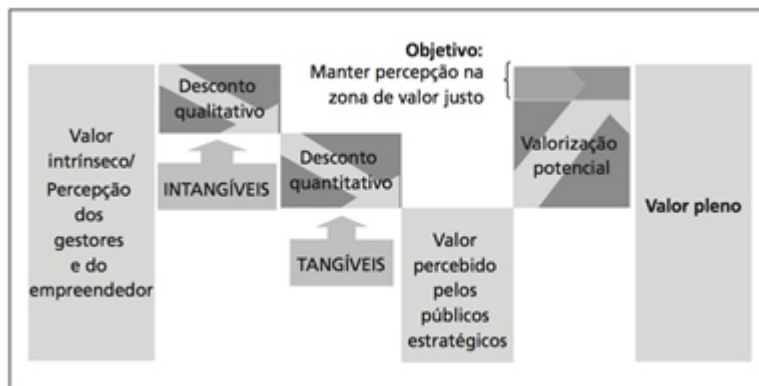 Valor
intrínseco/
Percepção
dos
gestores
e do
empreendedor
Desconto
qualitativo
INTANGÍVEIS
Desconto
quantitativo
TANGÍVEIS
Valor
percebido
pelos
públicos
estratégicos
Objetivo:
Manter percepção na
zona de valor justo
Valorização
potencial
Valor pleno